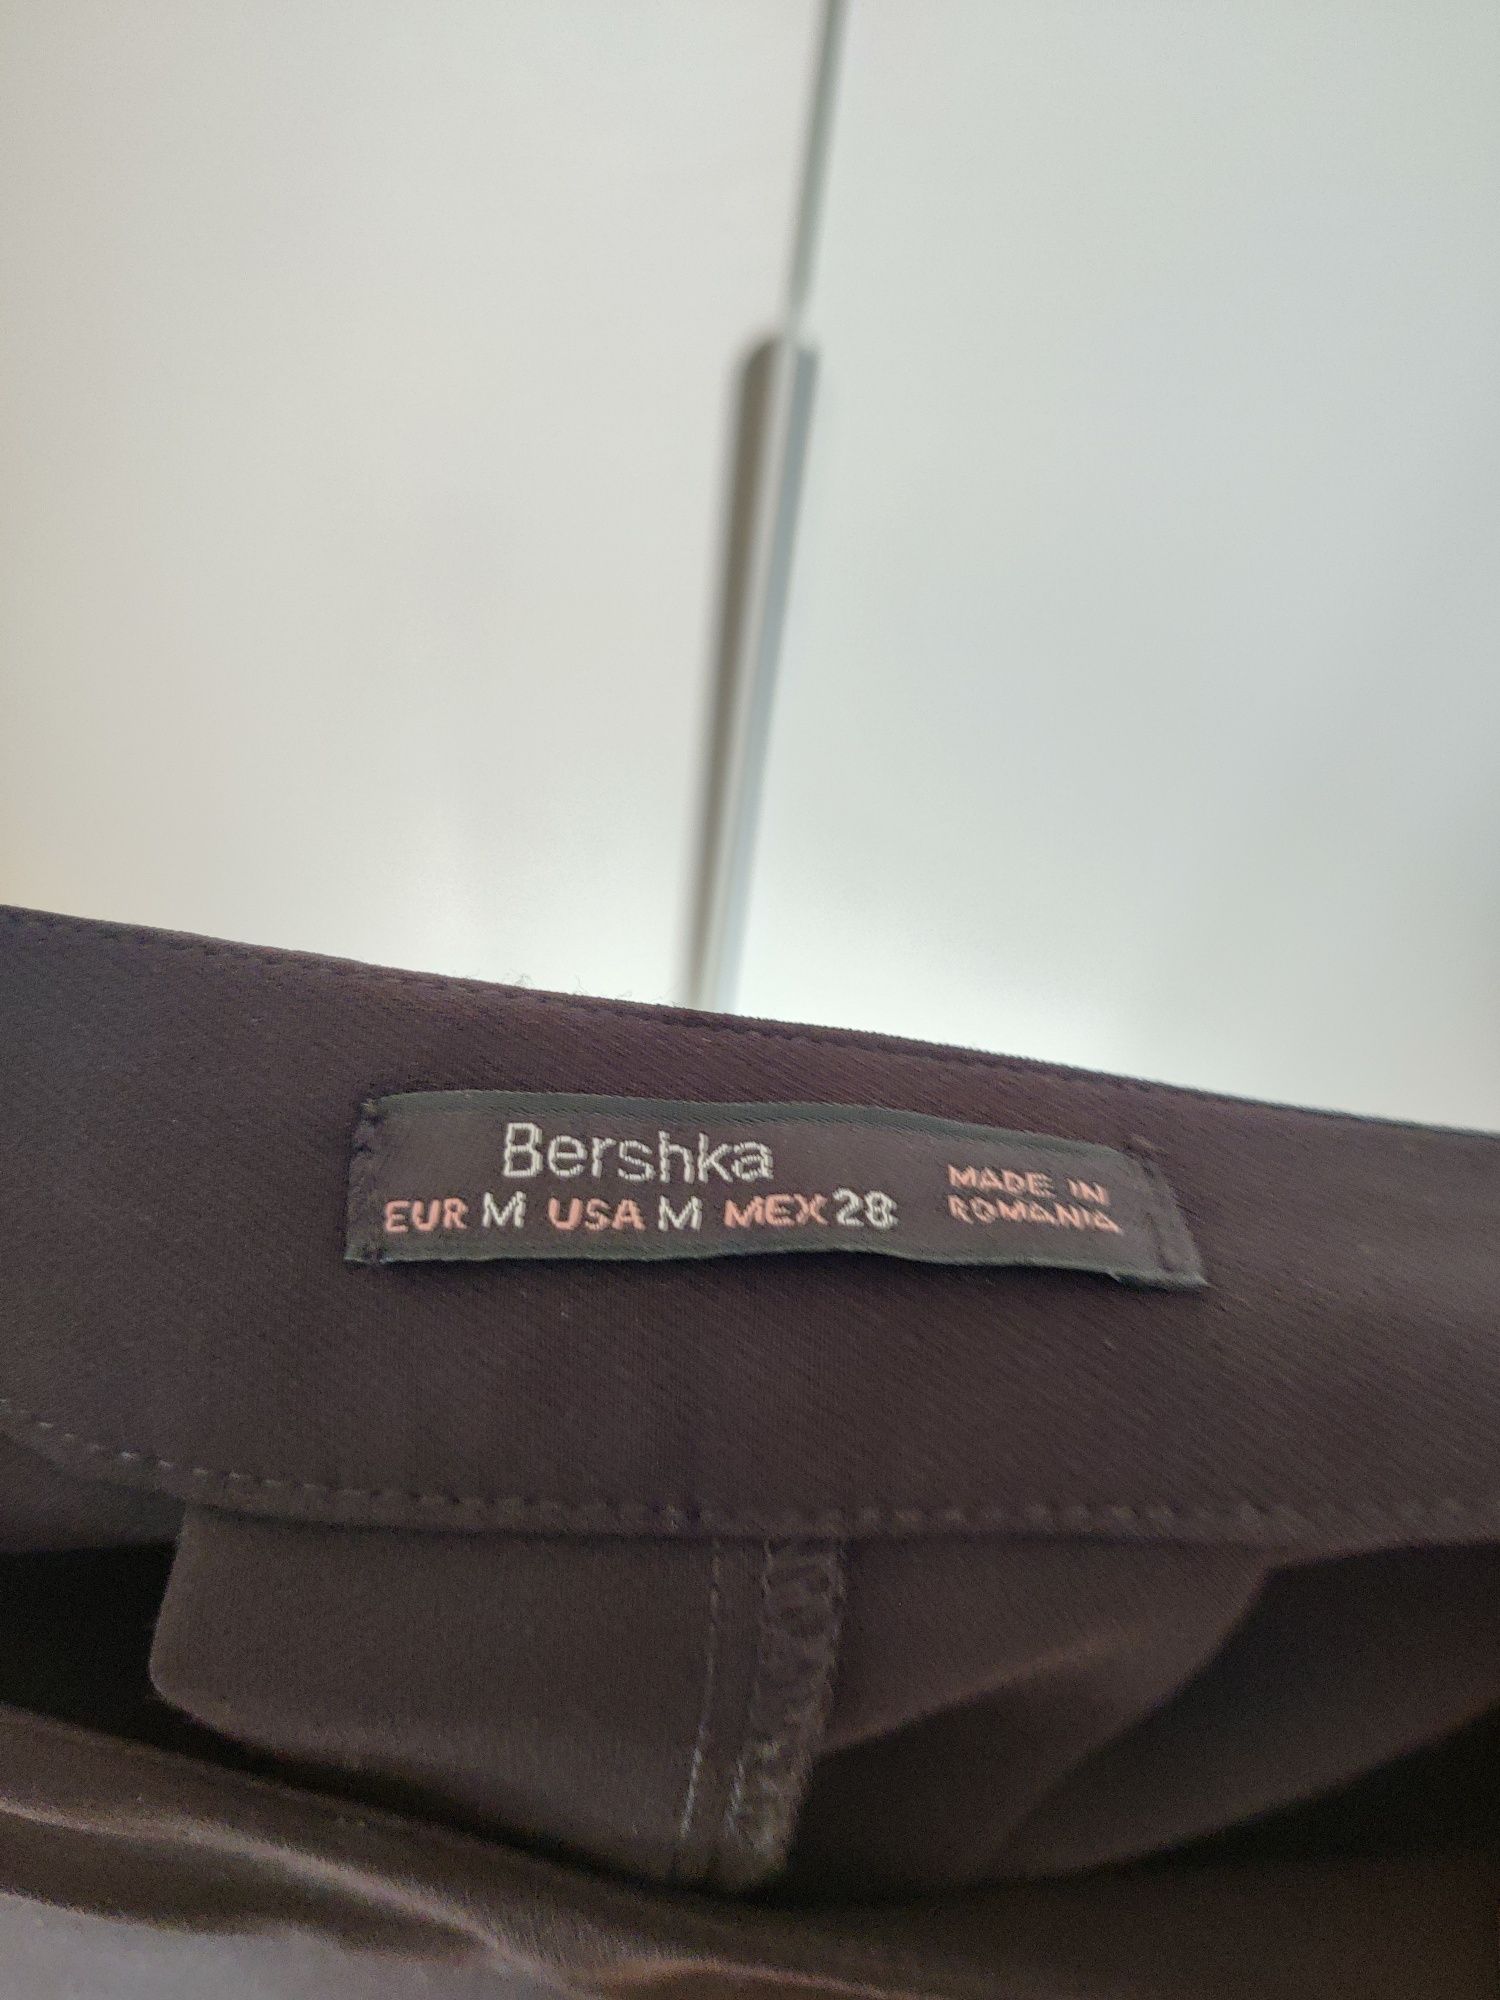 Bershka
EUR M USA M MEX 28
MADE IN
ROMANIA